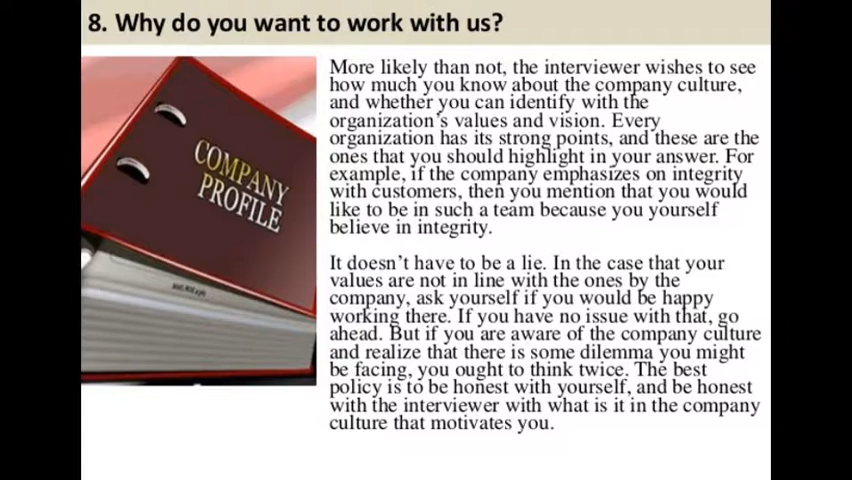 8. Why do you want to work with us?
COMPANY
PROFILE
More likely than not, the interviewer wishes to see
how much you know about the company culture,
and whether you can identify with the
organization's values and vision. Every
organization has its strong points, and these are the
ones that you should highlight in your answer. For
example, if the company emphasizes on integrity
with customers, then you mention that you would
like to be in such a team because you yourself
believe in integrity.
It doesn't have to be a lie. In the case that your
values are not in line with the ones by the
company, ask yourself if you would be happy
working there. If you have no issue with that, go
ahead. But if you are aware of the company culture
and realize that there is some dilemma you might
be facing, you ought to think twice. The best
policy is to be honest with yourself, and be honest
with the interviewer with what is it in the company
culture that motivates you.